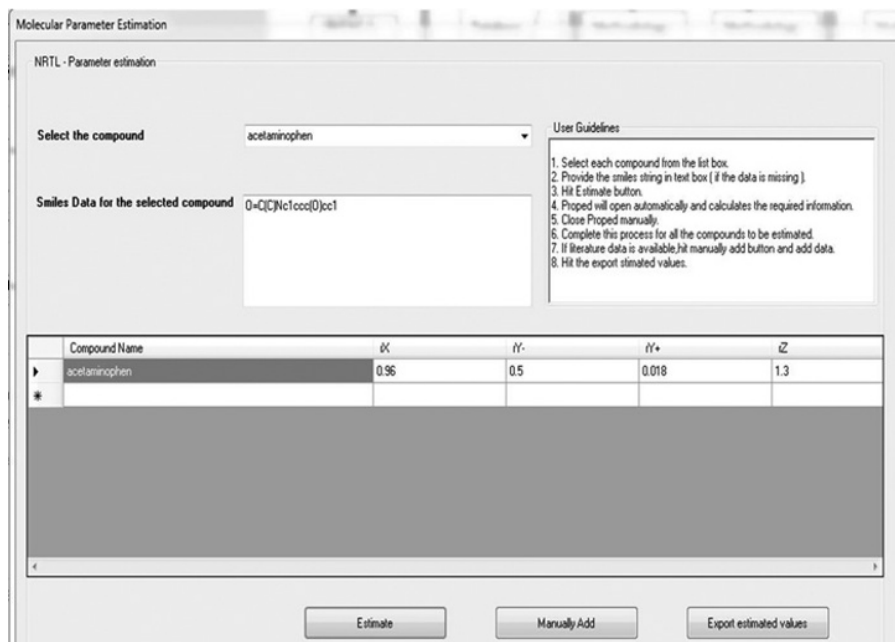 Molecular Parameter Estimation
NRTL - Parameter estimation
Select the compound
acetaminophen
Smiles Data for the selected compound
O=C(C)Nc1ccc(O)cc1
User Guidelines
1. Select each compound from the list box.
2. Provide the smiles string in text box ( if the data is missing ).
3. Hit Estimate button.
4. Proped will open automatically and calculates the required information.
5. Close Proped manually.
6. Complete this process for all the compounds to be estimated.
7. If literature data is available,hit manually add button and add data.
8. Hit the export stimated values.
Compound Name iX iY- iY+ iZ
acetaminophen 0.96 0.5 0.018 1.3
Estimate Manually Add Export estimated values